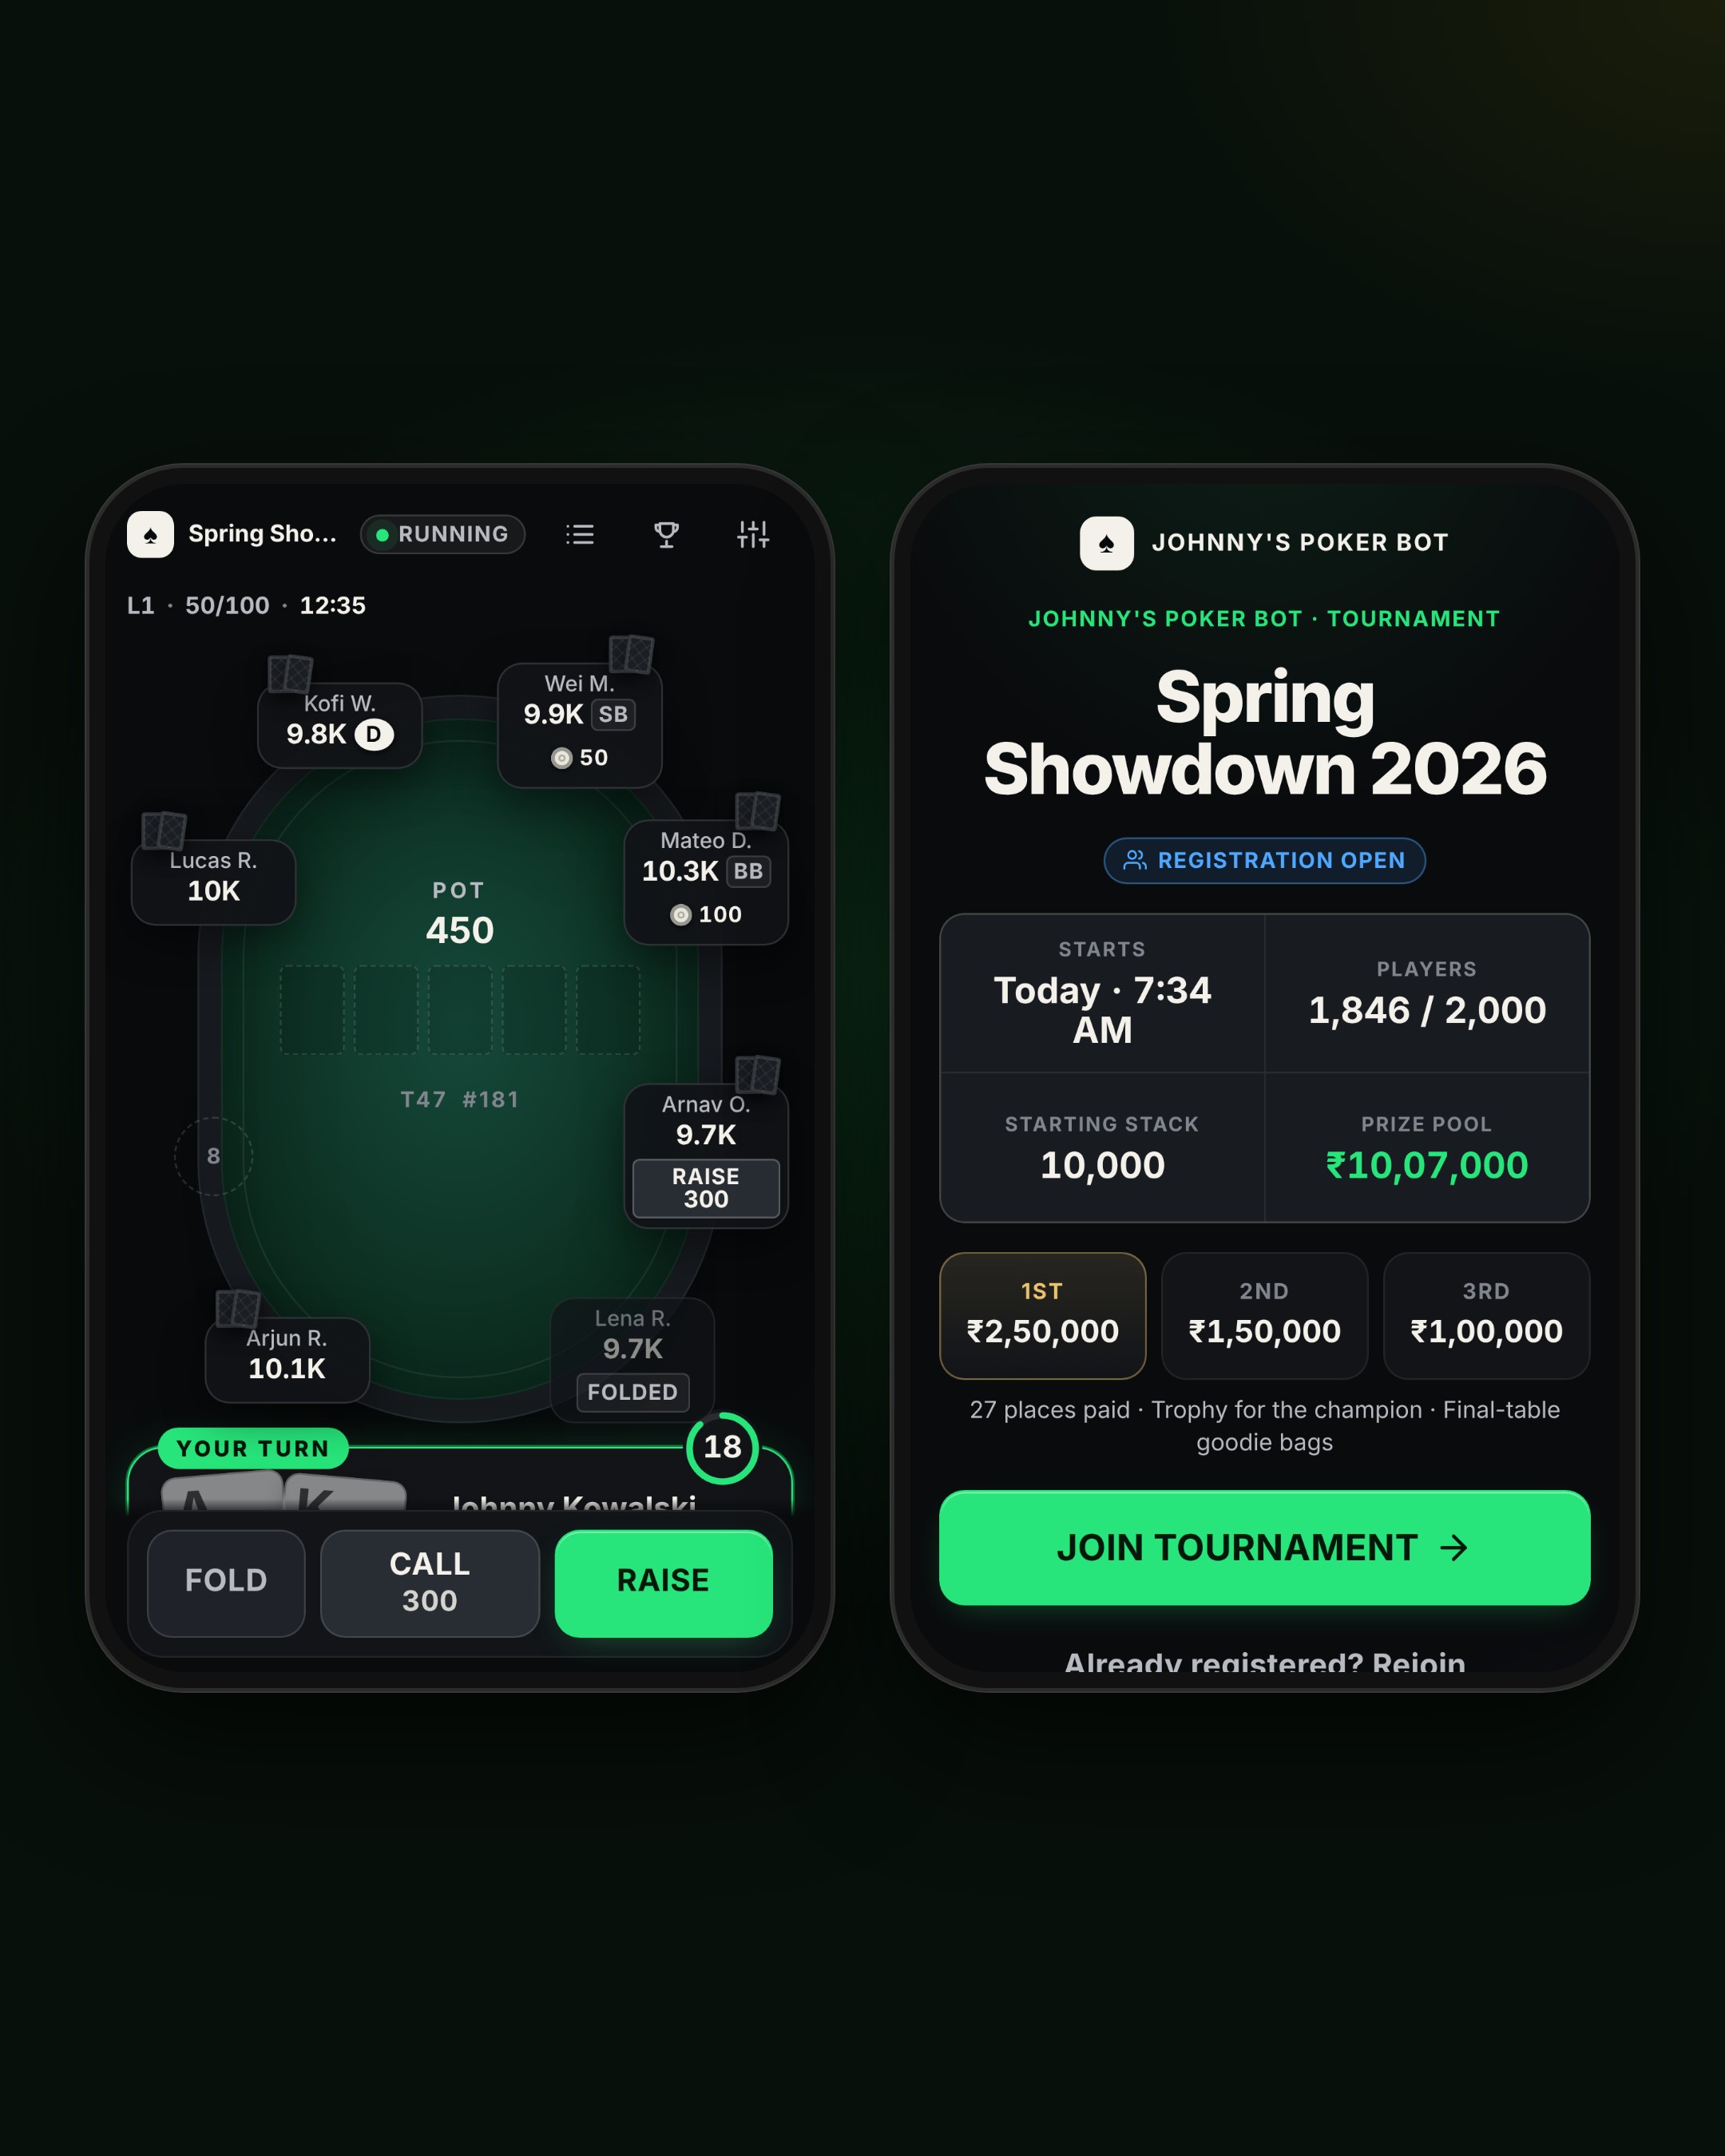 ♠ Spring Sho... RUNNING
L1 · 50/100 · 12:35
Kofi W.
9.8K D
Wei M.
9.9K SB
50
Lucas R.
10K
Mateo D.
10.3K BB
100
POT
450
T47 #181
8
Arnav O.
9.7K
RAISE
300
Arjun R.
10.1K
Lena R.
9.7K
FOLDED
YOUR TURN
18
A K
Johnny Kowalski
FOLD
CALL
300
RAISE
♠ JOHNNY'S POKER BOT
JOHNNY'S POKER BOT · TOURNAMENT
Spring
Showdown 2026
REGISTRATION OPEN
STARTS
Today · 7:34
AM
PLAYERS
1,846 / 2,000
STARTING STACK
10,000
PRIZE POOL
₹10,07,000
1ST
₹2,50,000
2ND
₹1,50,000
3RD
₹1,00,000
27 places paid · Trophy for the champion · Final-table
goodie bags
JOIN TOURNAMENT →
Already registered? Rejoin